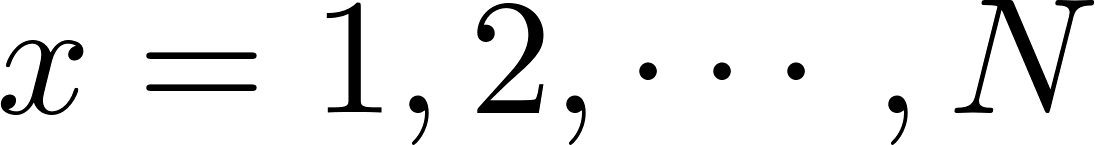 x = 1, 2, ⋯ , N